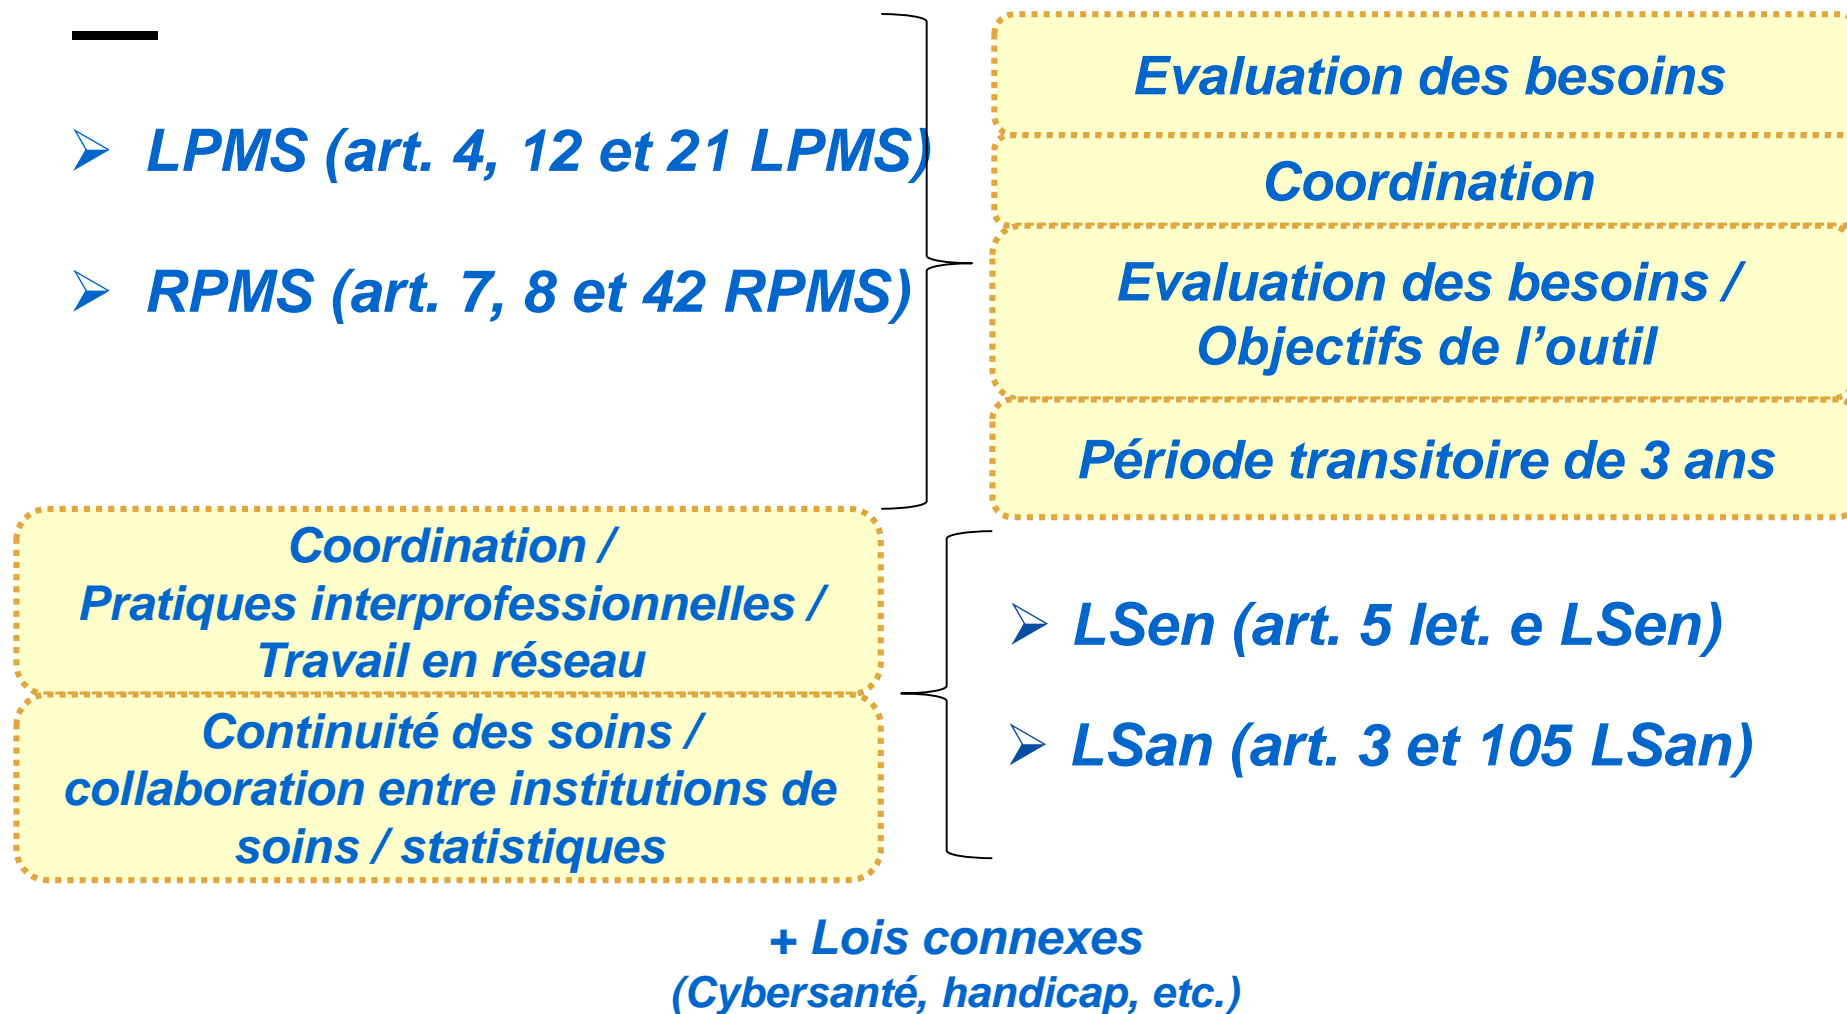 LPMS (art. 4, 12 et 21 LPMS)
RPMS (art. 7, 8 et 42 RPMS)
Evaluation des besoins
Coordination
Evaluation des besoins /
Objectifs de l’outil
Période transitoire de 3 ans
Coordination /
Pratiques interprofessionnelles /
Travail en réseau
Continuité des soins /
collaboration entre institutions de
soins / statistiques
LSen (art. 5 let. e LSen)
LSan (art. 3 et 105 LSan)
+ Lois connexes
(Cybersanté, handicap, etc.)